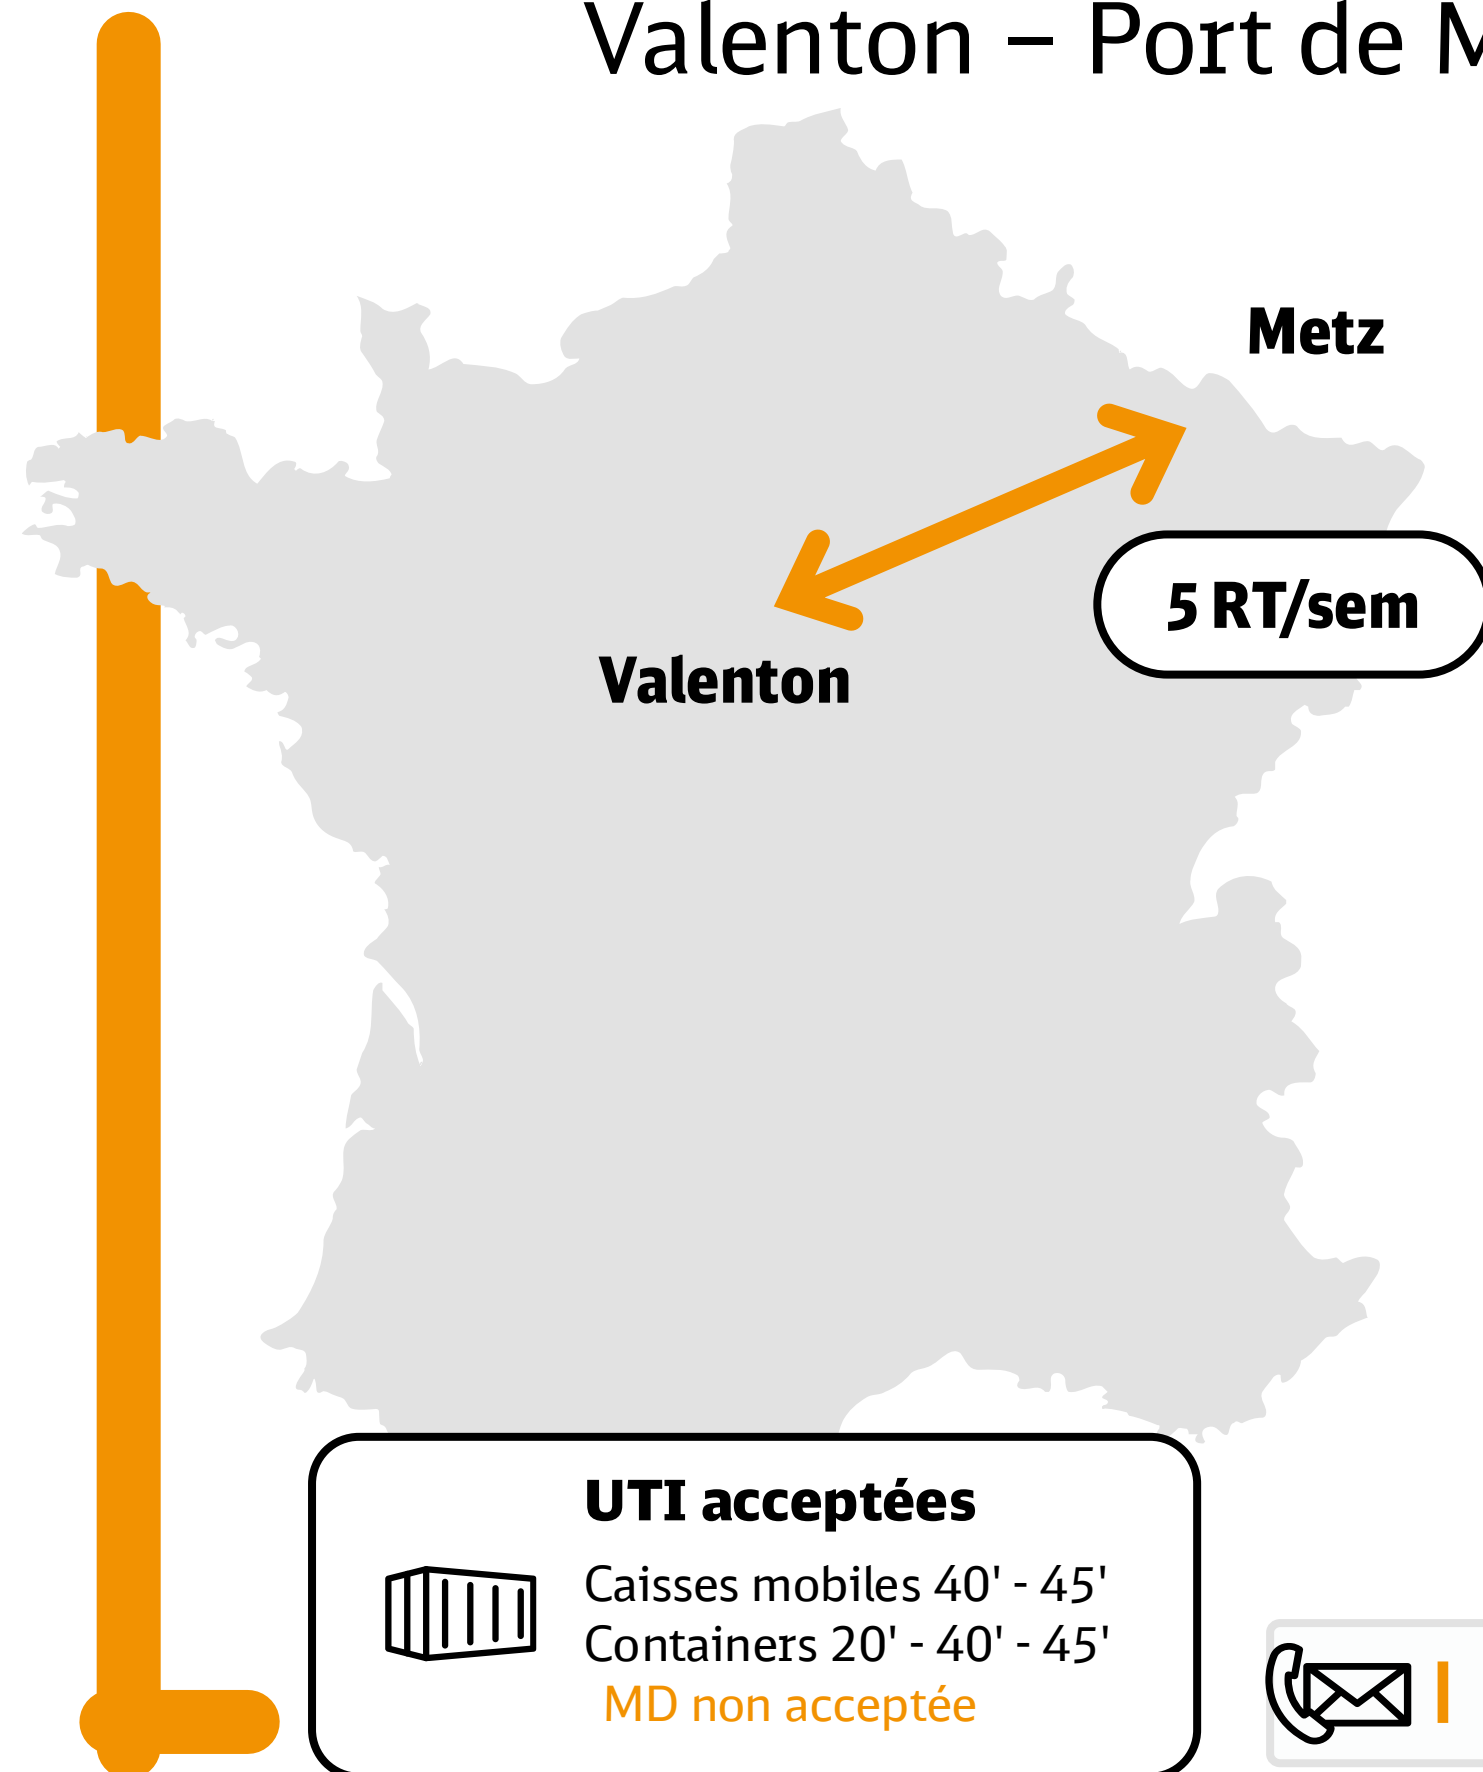 Valenton – Port de M
Metz
5 RT/sem
Valenton
UTI acceptées
Caisses mobiles 40' - 45'
Containers 20' - 40' - 45'
MD non acceptée